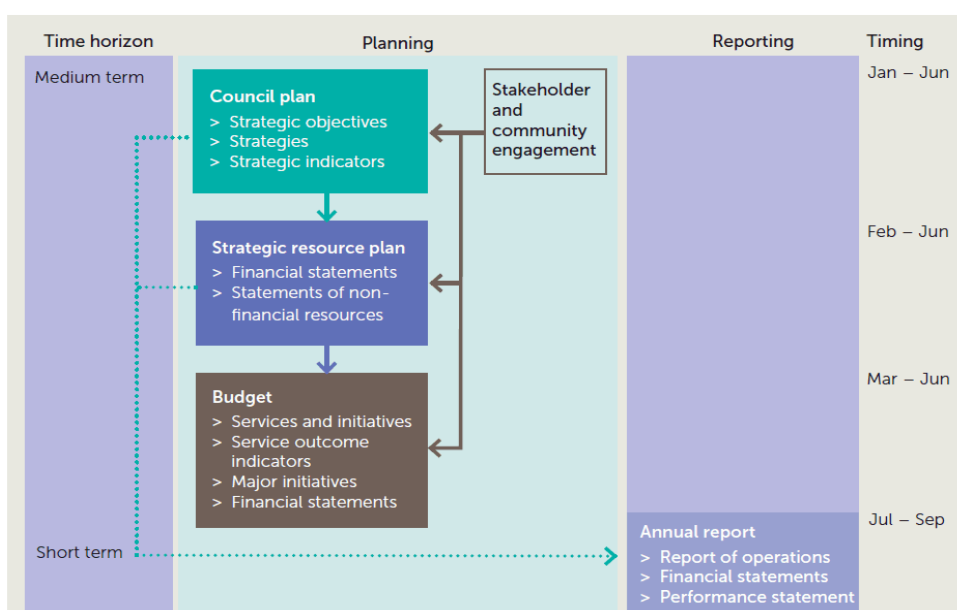 Time horizon
Planning
Reporting
Timing
Medium term
Jan – Jun
Council plan
> Strategic objectives
> Strategies
> Strategic indicators
Stakeholder
and
community
engagement
Feb – Jun
Strategic resource plan
> Financial statements
> Statements of non-
financial resources
Mar – Jun
Budget
> Services and initiatives
> Service outcome
indicators
> Major initiatives
> Financial statements
Jul – Sep
Short term
Annual report
> Report of operations
> Financial statements
> Performance statement